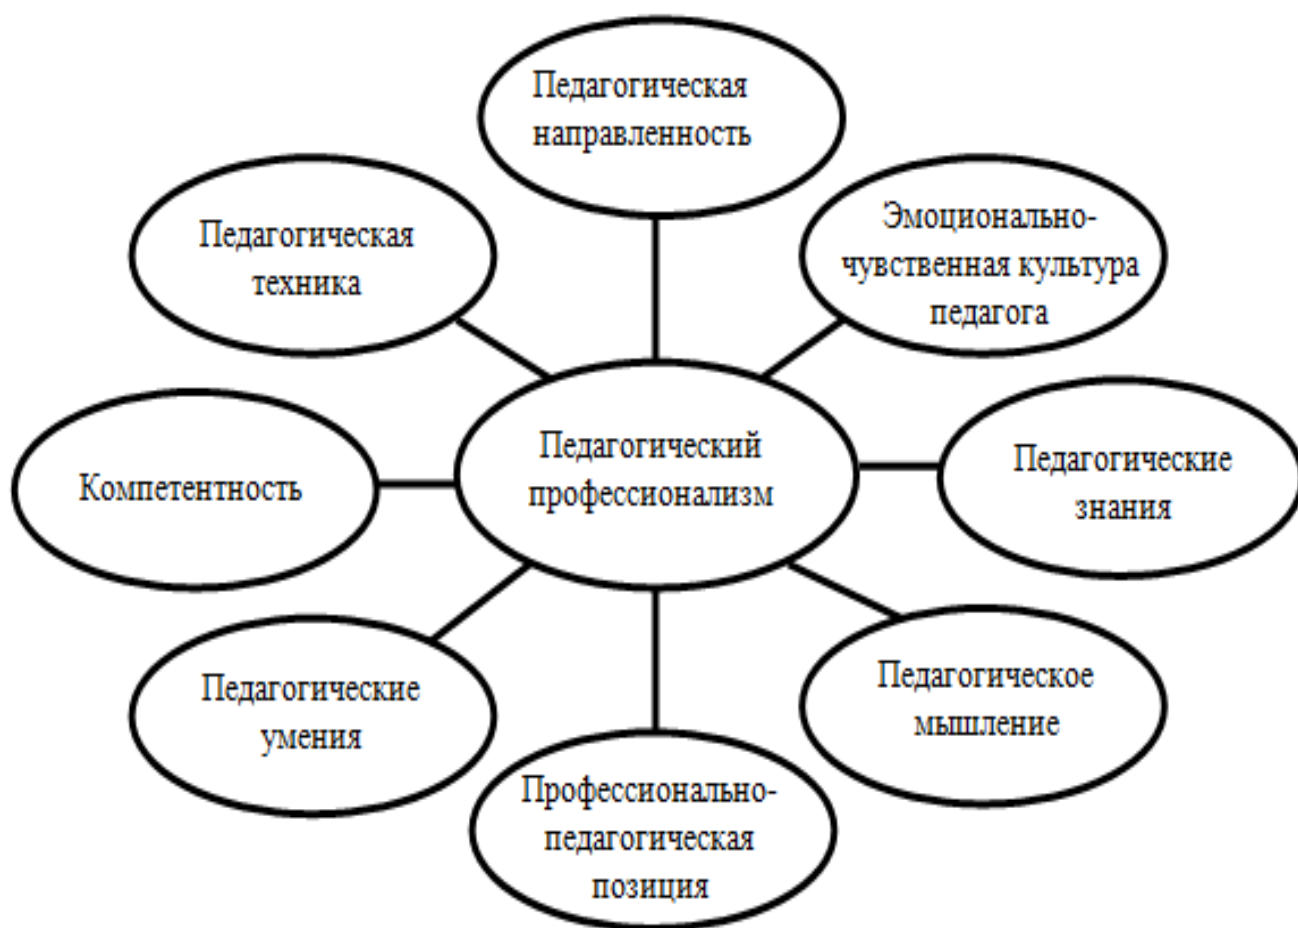 Педагогическая
направленность
Эмоционально-
чувственная культура
педагога
Педагогическая
техника
Педагогический
профессионализм
Педагогические
знания
Компетентность
Педагогические
умения
Педагогическое
мышление
Профессионально-
педагогическая
позиция